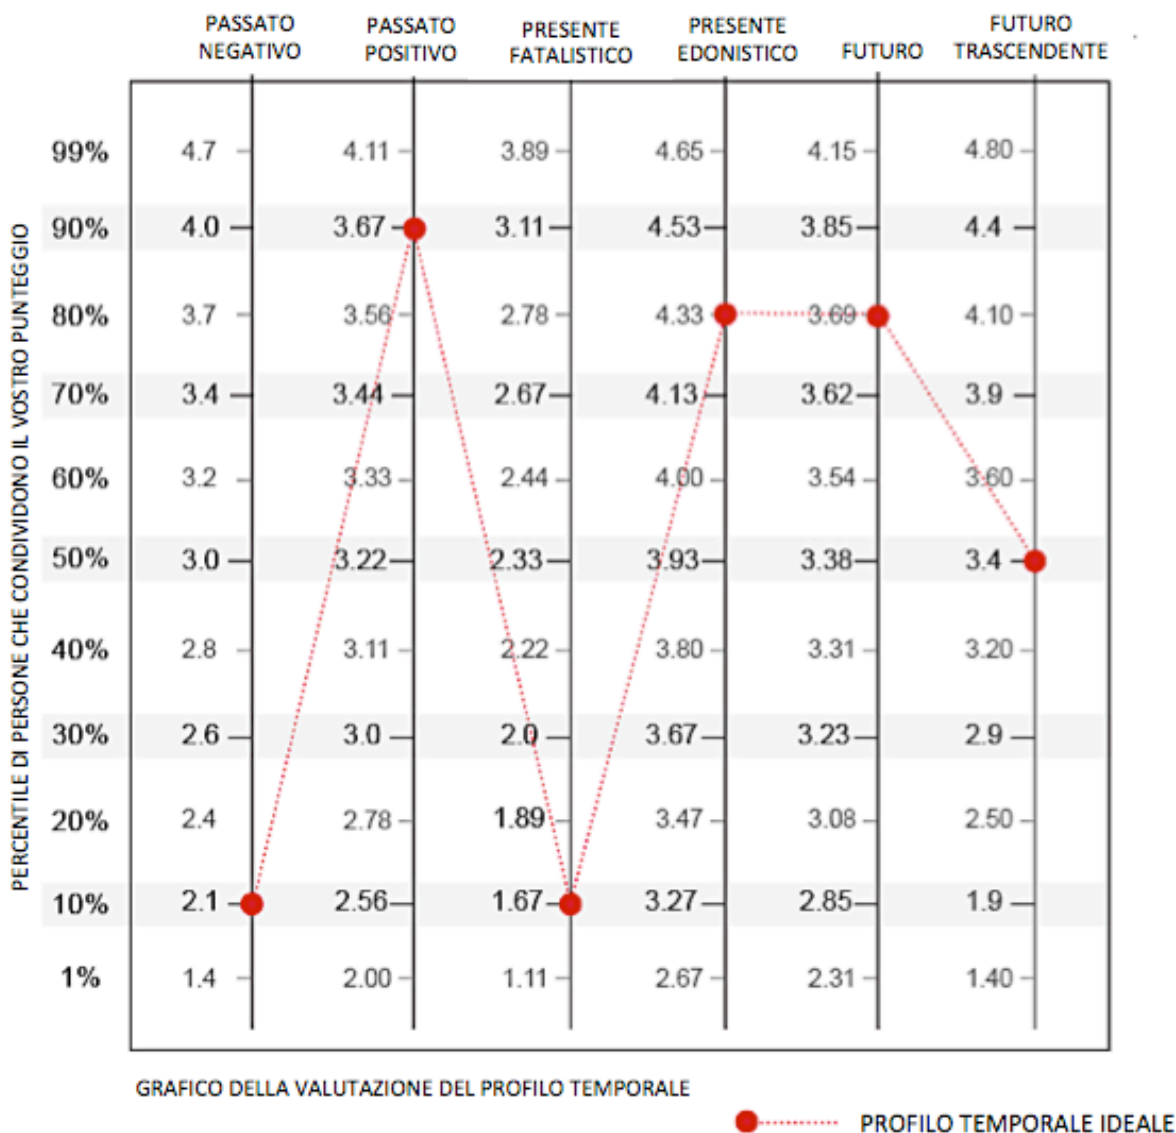 PASSATO NEGATIVO
PASSATO POSITIVO
PRESENTE FATALISTICO
PRESENTE EDONISTICO
FUTURO
FUTURO TRASCENDENTE
PERCENTILE DI PERSONE CHE CONDIVIDONO IL VOSTRO PUNTEGGIO
99% 4.7 4.11 3.89 4.65 4.15 4.80
90% 4.0 3.67 3.11 4.53 3.85 4.4
80% 3.7 3.56 2.78 4.33 3.69 4.10
70% 3.4 3.44 2.67 4.13 3.62 3.9
60% 3.2 3.33 2.44 4.00 3.54 3.60
50% 3.0 3.22 2.33 3.93 3.38 3.4
40% 2.8 3.11 2.22 3.80 3.31 3.20
30% 2.6 3.0 2.0 3.67 3.23 2.9
20% 2.4 2.78 1.89 3.47 3.08 2.50
10% 2.1 2.56 1.67 3.27 2.85 1.9
1% 1.4 2.00 1.11 2.67 2.31 1.40
GRAFICO DELLA VALUTAZIONE DEL PROFILO TEMPORALE
PROFILO TEMPORALE IDEALE